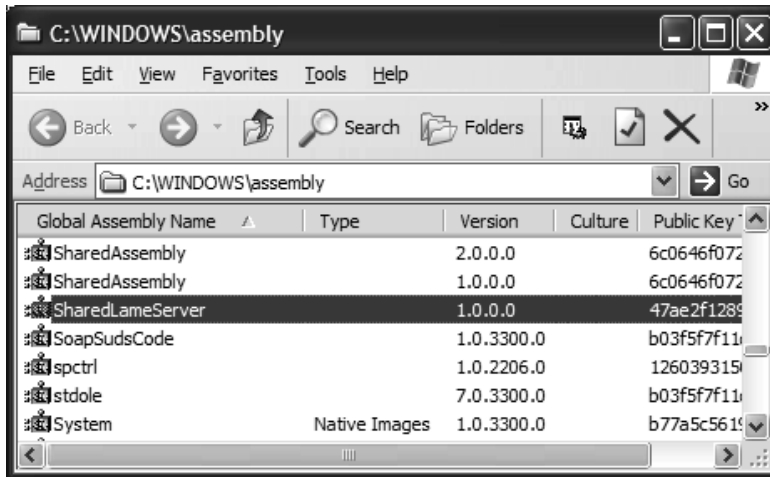 C:\WINDOWS\assembly
File Edit View Favorites Tools Help
Back Search Folders »
Address C:\WINDOWS\assembly Go
Global Assembly Name Type Version Culture Public Key
SharedAssembly 2.0.0.0 6c0646f072
SharedAssembly 1.0.0.0 6c0646f072
SharedLameServer 1.0.0.0 47ae2f1289
SoapSudsCode 1.0.3300.0 b03f5f7f11
spctrl 1.0.2206.0 126039315
stdole 7.0.3300.0 b03f5f7f11
System Native Images 1.0.3300.0 b77a5c561